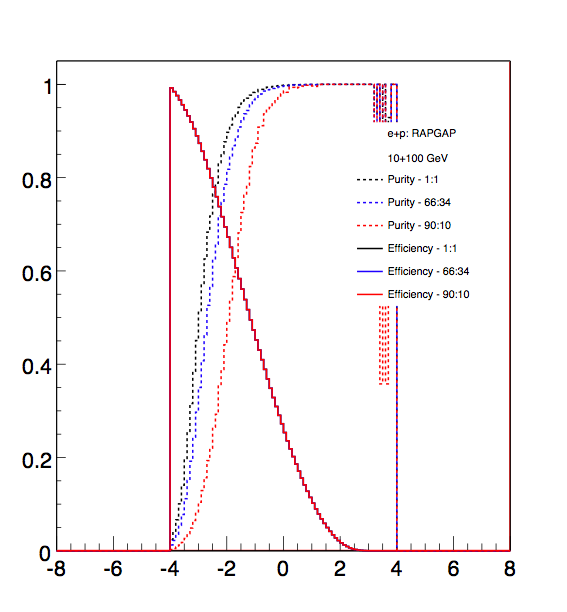 1
0.8
0.6
0.4
0.2
0
-8
-6
-4
-2
0
2
4
6
8
e+p: RAPGAP
10+100 GeV
Purity - 1:1
Purity - 66:34
Purity - 90:10
Efficiency - 1:1
Efficiency - 66:34
Efficiency - 90:10